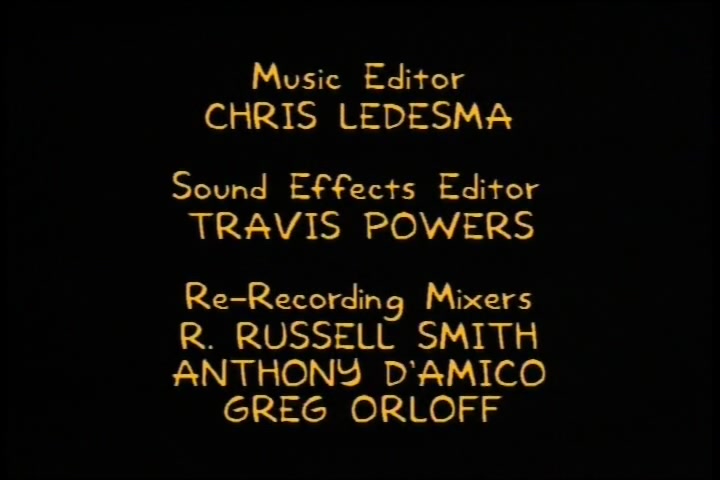 Music Editor
CHRIS LEDESMA
Sound Effects Editor
TRAVIS POWERS
Re-Recording Mixers
R. RUSSELL SMITH
ANTHONY D'AMICO
GREG ORLOFF